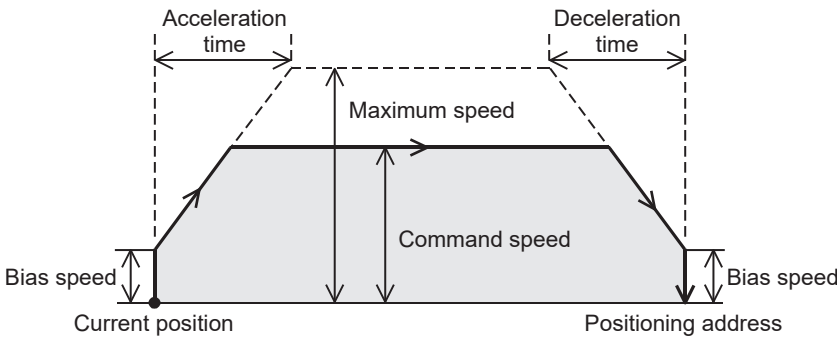 Acceleration
time
Deceleration
time
Maximum speed
Command speed
Bias speed
Bias speed
Current position
Positioning address